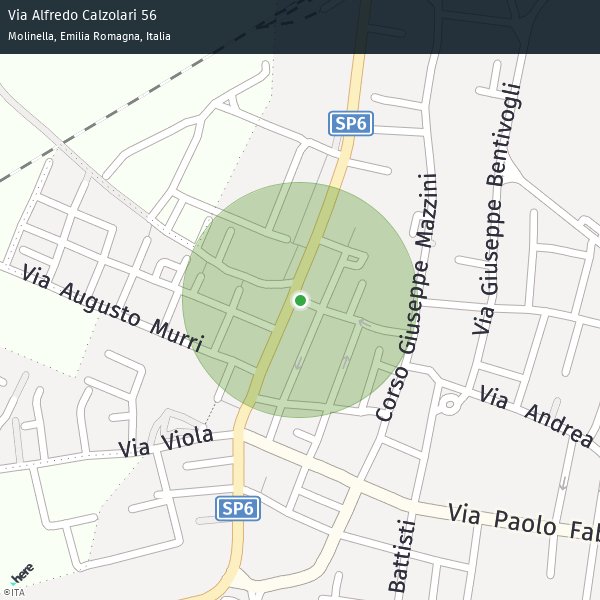 Via Alfredo Calzolari 56
Molinella, Emilia Romagna, Italia
SP6
Via Giuseppe Bentivogli
Corso Giuseppe Mazzini
Via Augusto Murri
Via Andrea
Via Viola
SP6
Via Paolo Fab
Battisti
here
©ITA